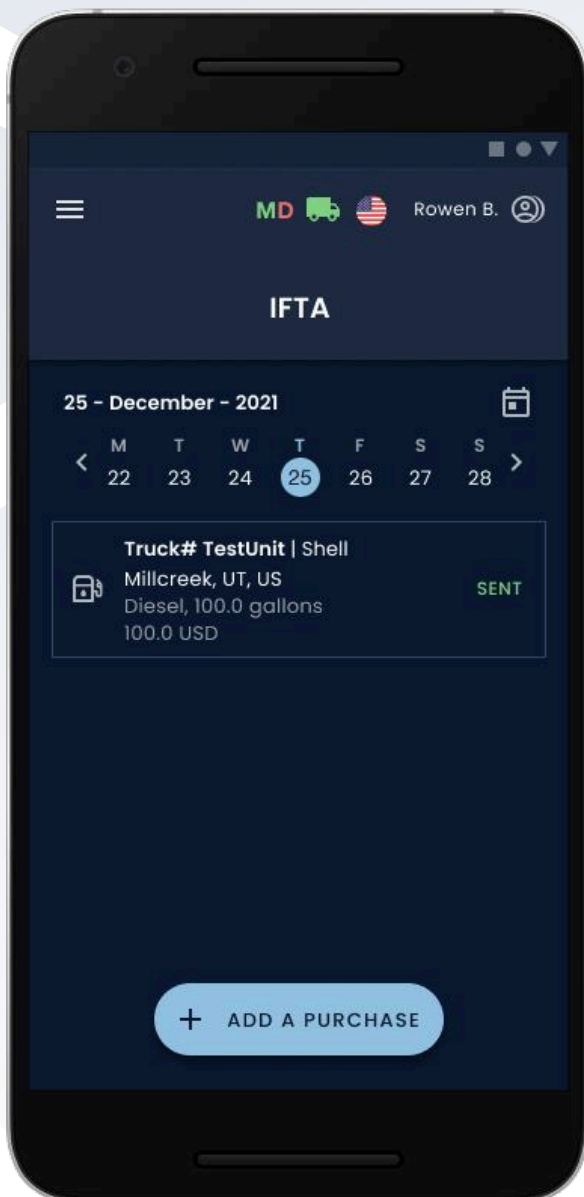 MD Rowen B.
IFTA
25 - December - 2021
M T W T F S S
22 23 24 25 26 27 28
Truck# TestUnit | Shell
Millcreek, UT, US
Diesel, 100.0 gallons
100.0 USD
SENT
+ ADD A PURCHASE